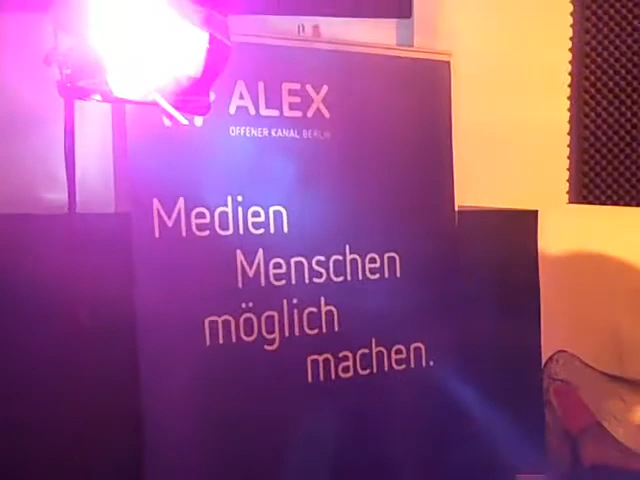 ALEX
OFFENER KANAL BERLIN
Medien
Menschen
möglich
machen.